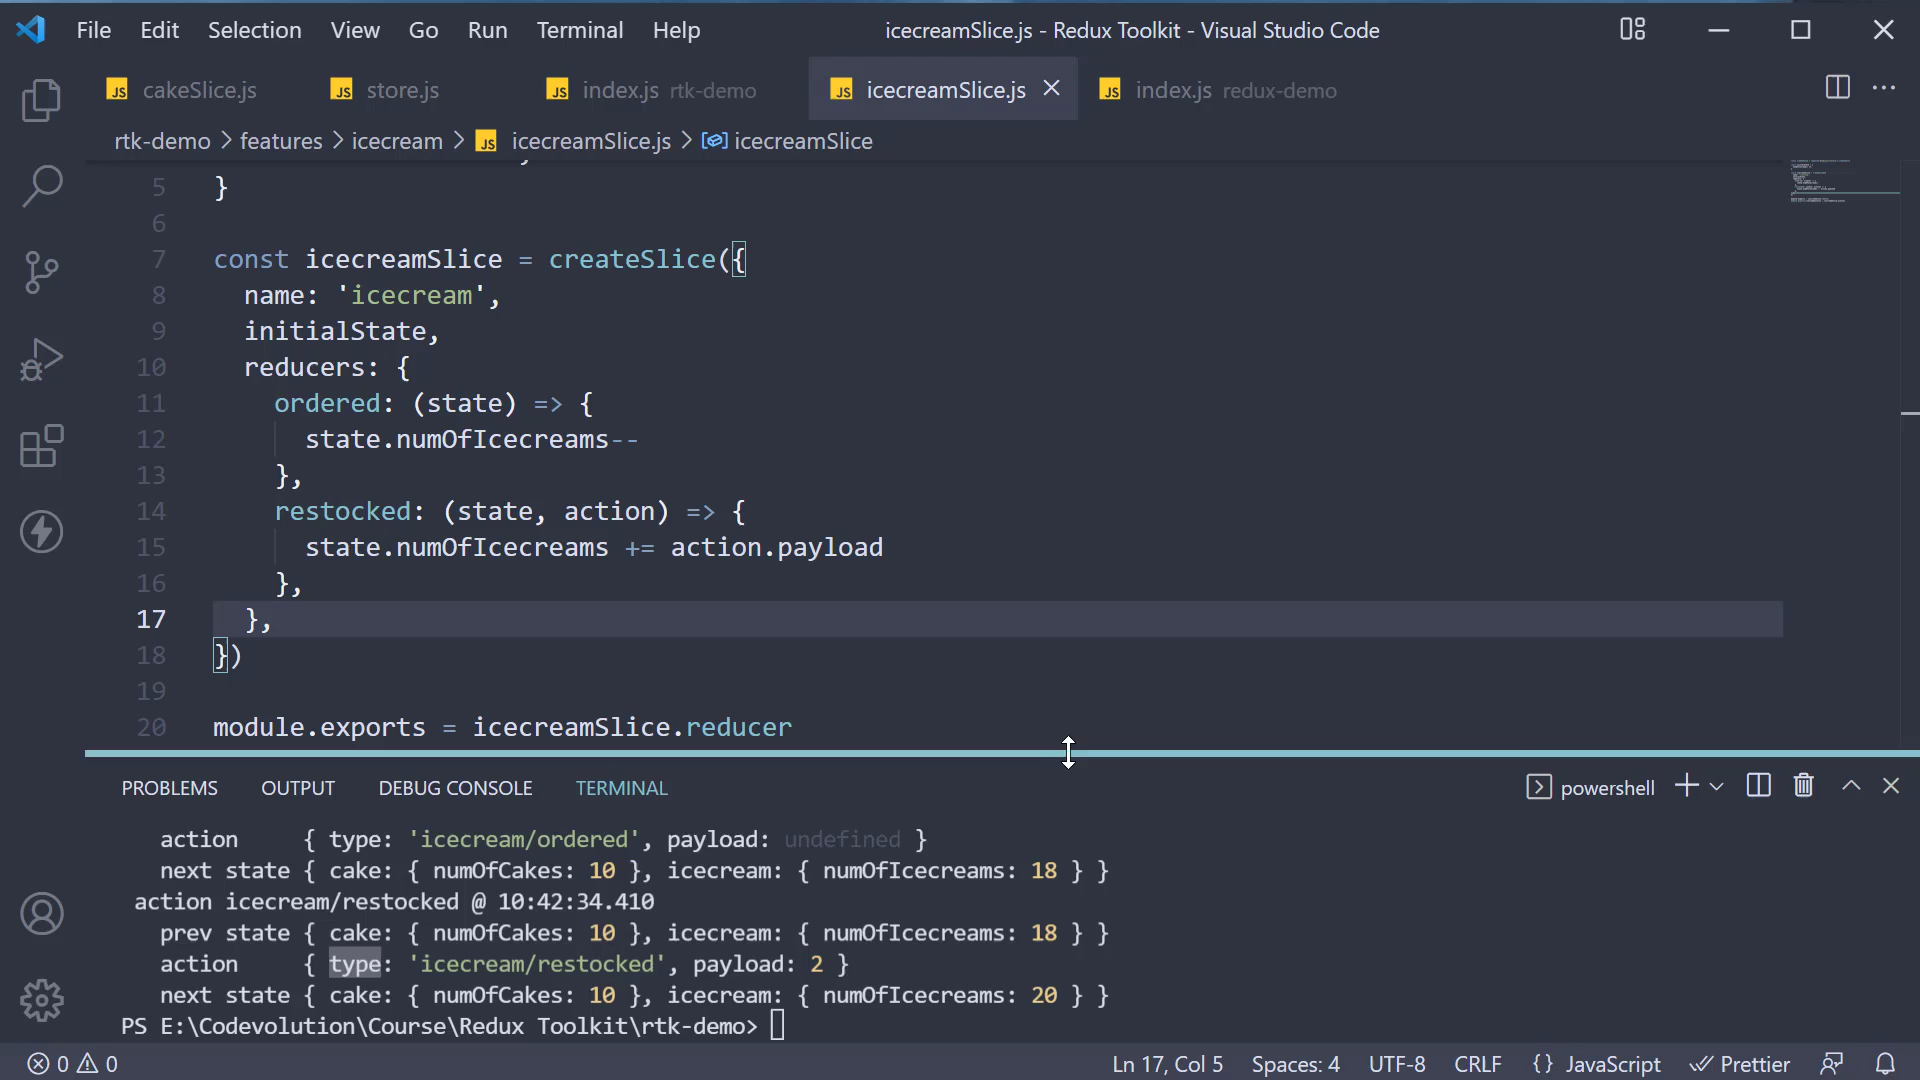 File Edit Selection View Go Run Terminal Help icecreamSlice.js - Redux Toolkit - Visual Studio Code
JS cakeSlice.js JS store.js JS index.js rtk-demo JS icecreamSlice.js JS index.js redux-demo
rtk-demo > features > icecream > JS icecreamSlice.js > icecreamSlice
5 }
6
7 const icecreamSlice = createSlice({
8 name: 'icecream',
9 initialState,
10 reducers: {
11 ordered: (state) => {
12 state.numOfIcecreams--
13 },
14 restocked: (state, action) => {
15 state.numOfIcecreams += action.payload
16 },
17 },
18 })
19
20 module.exports = icecreamSlice.reducer
PROBLEMS OUTPUT DEBUG CONSOLE TERMINAL powershell
action { type: 'icecream/ordered', payload: undefined }
next state { cake: { numOfCakes: 10 }, icecream: { numOfIcecreams: 18 } }
action icecream/restocked @ 10:42:34.410
prev state { cake: { numOfCakes: 10 }, icecream: { numOfIcecreams: 18 } }
action { type: 'icecream/restocked', payload: 2 }
next state { cake: { numOfCakes: 10 }, icecream: { numOfIcecreams: 20 } }
PS E:\Codevolution\Course\Redux Toolkit\rtk-demo>
0 0 Ln 17, Col 5 Spaces: 4 UTF-8 CRLF {} JavaScript Prettier